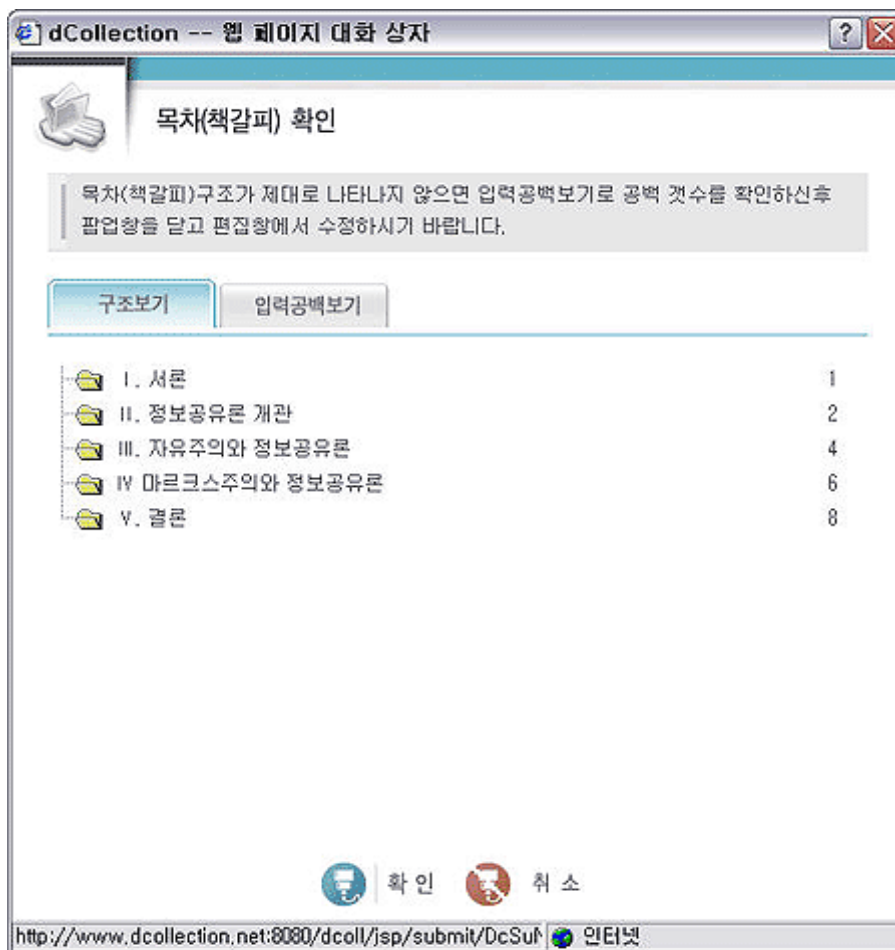 dCollection -- 웹 페이지 대화 상자
목차(책갈피) 확인
목차(책갈피)구조가 제대로 나타나지 않으면 입력공백보기로 공백 갯수를 확인하신후
팝업창을 닫고 편집창에서 수정하시기 바랍니다.
구조보기 입력공백보기
I. 서론 1
II. 정보공유론 개관 2
III. 자유주의와 정보공유론 4
IV 마르크스주의와 정보공유론 6
V. 결론 8
확 인 취 소
http://www.dcollection.net:8080/dcoll/jsp/submit/DcSub 인터넷